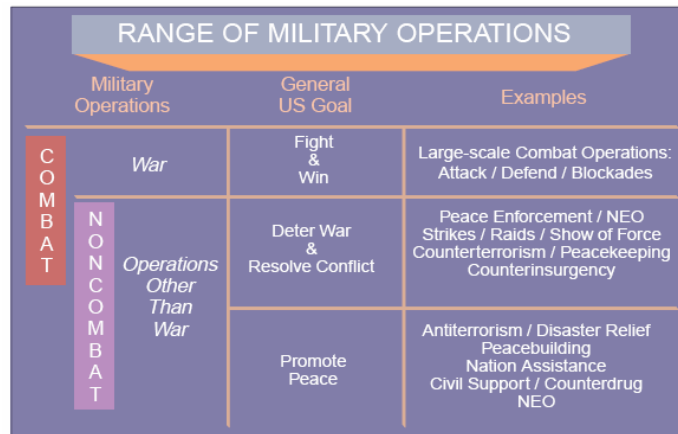 RANGE OF MILITARY OPERATIONS
Military
Operations
General
US Goal
Examples
COMBAT
War
Fight
&
Win
Large-scale Combat Operations:
Attack / Defend / Blockades
NONCOMBAT
Operations
Other
Than
War
Deter War
&
Resolve Conflict
Peace Enforcement / NEO
Strikes / Raids / Show of Force
Counterterrorism / Peacekeeping
Counterinsurgency
Promote
Peace
Antiterrorism / Disaster Relief
Peacebuilding
Nation Assistance
Civil Support / Counterdrug
NEO